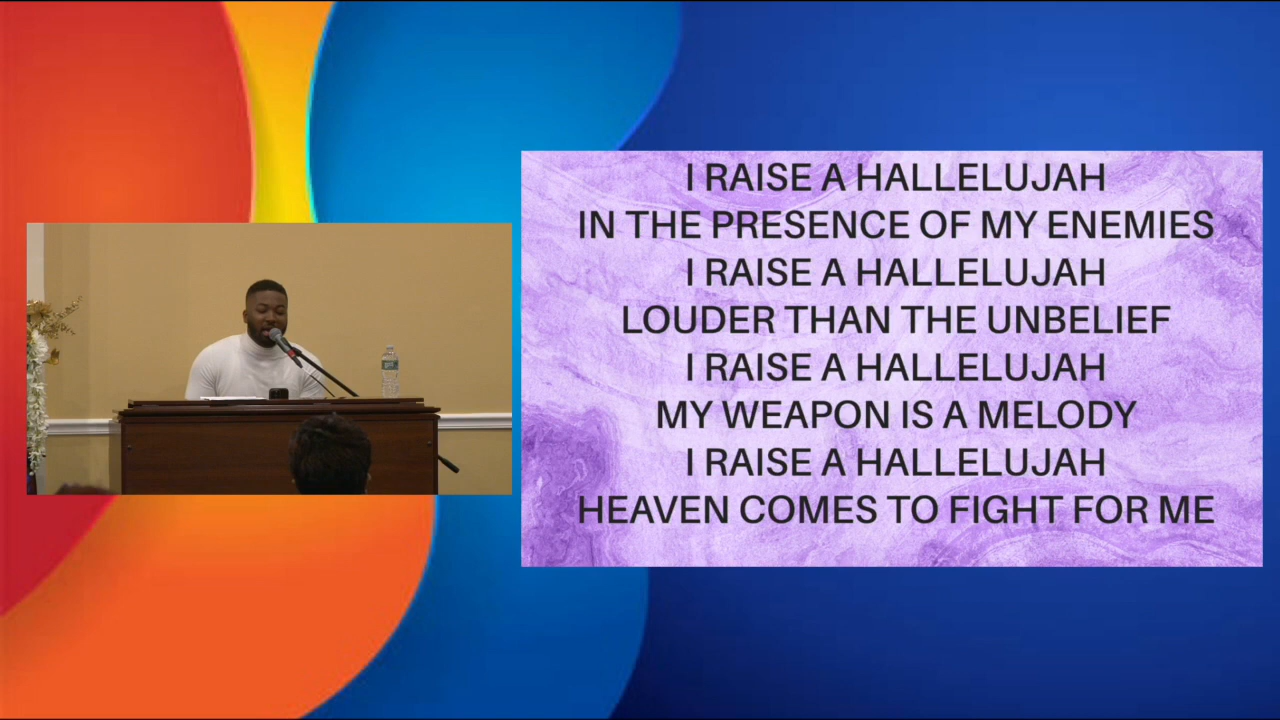 I RAISE A HALLELUJAH
IN THE PRESENCE OF MY ENEMIES
I RAISE A HALLELUJAH
LOUDER THAN THE UNBELIEF
I RAISE A HALLELUJAH
MY WEAPON IS A MELODY
I RAISE A HALLELUJAH
HEAVEN COMES TO FIGHT FOR ME